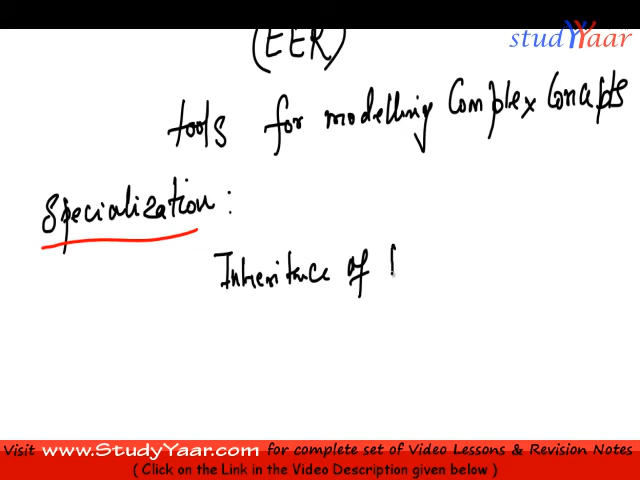 studYYaar
(EER)
tools for modelling Complex Concepts
Specialization:
Inheritance of
Visit www.StudyYaar.com for complete set of Video Lessons & Revision Notes
( Click on the Link in the Video Description given below )